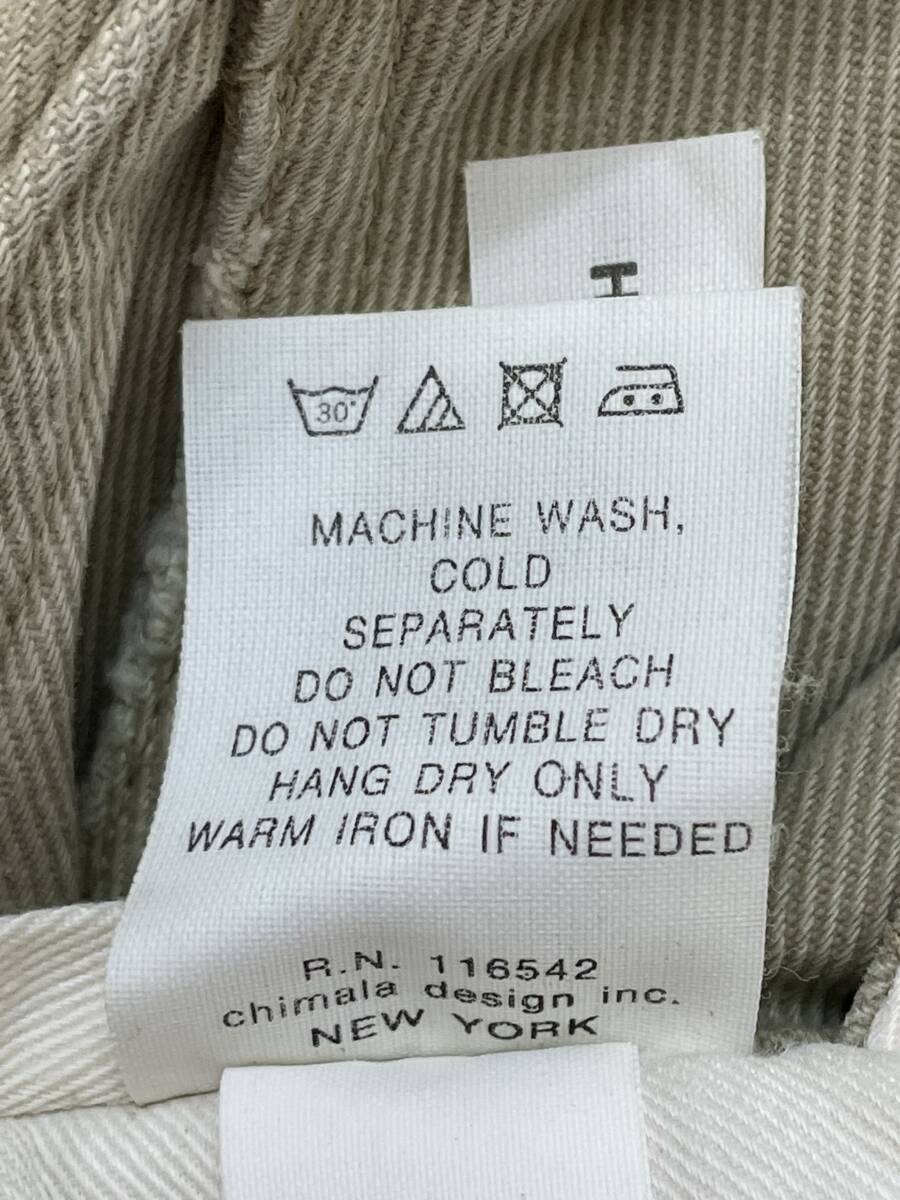 30°
MACHINE WASH,
COLD
SEPARATELY
DO NOT BLEACH
DO NOT TUMBLE DRY
HANG DRY ONLY
WARM IRON IF NEEDED
R.N. 116542
chimala design inc.
NEW YORK